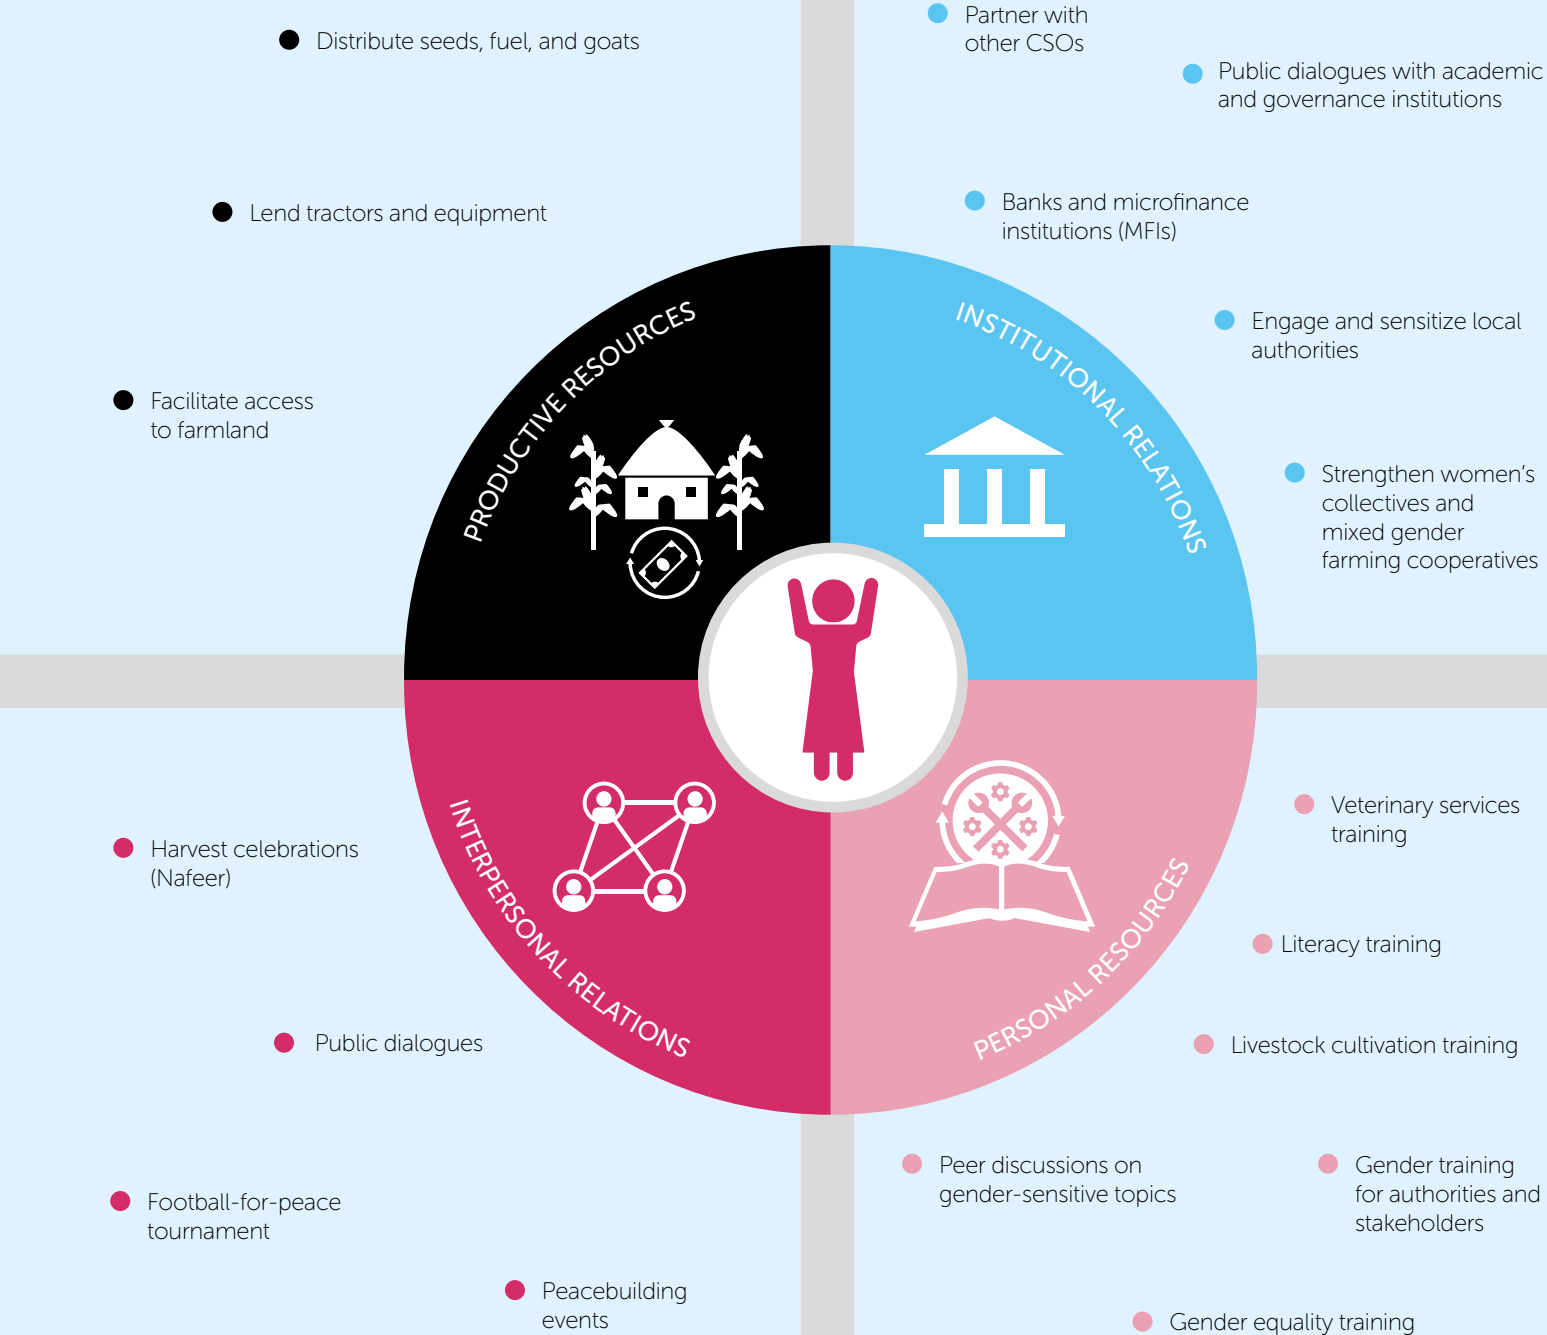 Distribute seeds, fuel, and goats
Lend tractors and equipment
Facilitate access
to farmland
PRODUCTIVE RESOURCES
Partner with
other CSOs
Public dialogues with academic
and governance institutions
Banks and microfinance
institutions (MFIs)
Engage and sensitize local
authorities
Strengthen women's
collectives and
mixed gender
farming cooperatives
INSTITUTIONAL RELATIONS
Harvest celebrations
(Nafeer)
Public dialogues
Football-for-peace
tournament
Peacebuilding
events
INTERPERSONAL RELATIONS
Veterinary services
training
Literacy training
Livestock cultivation training
Peer discussions on
gender-sensitive topics
Gender training
for authorities and
stakeholders
Gender equality training
PERSONAL RESOURCES